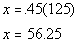 x = .45(125)
x = 56.25